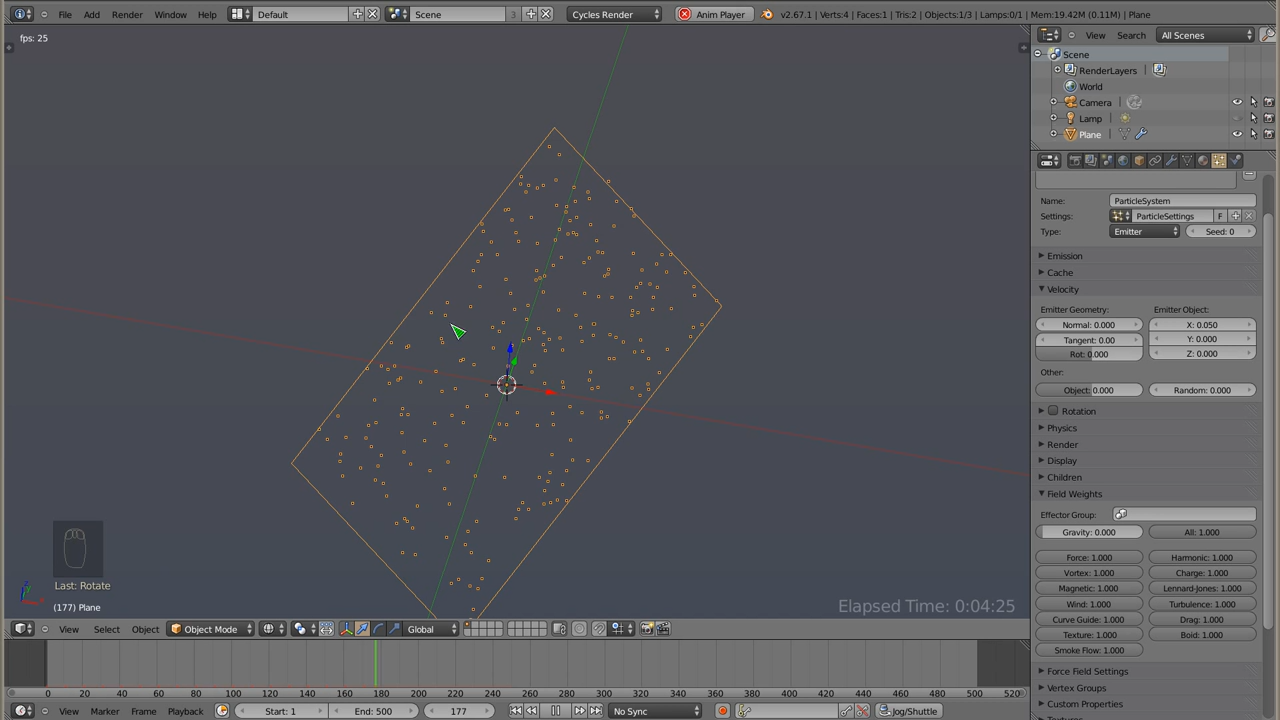 File Add Render Window Help Default Scene 3 Cycles Render Anim Player v2.67.1 | Verts:4 | Faces:1 | Tris:2 | Objects:1/3 | Lamps:0/1 | Mem:19.42M (0.11M) | Plane
fps: 25
View Search All Scenes
Scene
RenderLayers
World
Camera
Lamp
Plane
Name: ParticleSystem
Settings: ParticleSettings F
Type: Emitter Seed: 0
Emission
Cache
Velocity
Emitter Geometry: Emitter Object:
Normal: 0.000 X: 0.050
Tangent: 0.00 Y: 0.000
Rot: 0.000 Z: 0.000
Other:
Object: 0.000 Random: 0.000
Rotation
Physics
Render
Display
Children
Field Weights
Effector Group:
Gravity: 0.000 All: 1.000
Force: 1.000 Harmonic: 1.000
Vortex: 1.000 Charge: 1.000
Magnetic: 1.000 Lennard-Jones: 1.000
Wind: 1.000 Turbulence: 1.000
Curve Guide: 1.000 Drag: 1.000
Texture: 1.000 Boid: 1.000
Smoke Flow: 1.000
Force Field Settings
Vertex Groups
Custom Properties
Last: Rotate
(177) Plane
Elapsed Time: 0:04:25
View Select Object Object Mode Global
0 20 40 60 80 100 120 140 160 180 200 220 240 260 280 300 320 340 360 380 400 420 440 460 480 500 520
View Marker Frame Playback Start: 1 End: 500 177 No Sync Jog/Shuttle